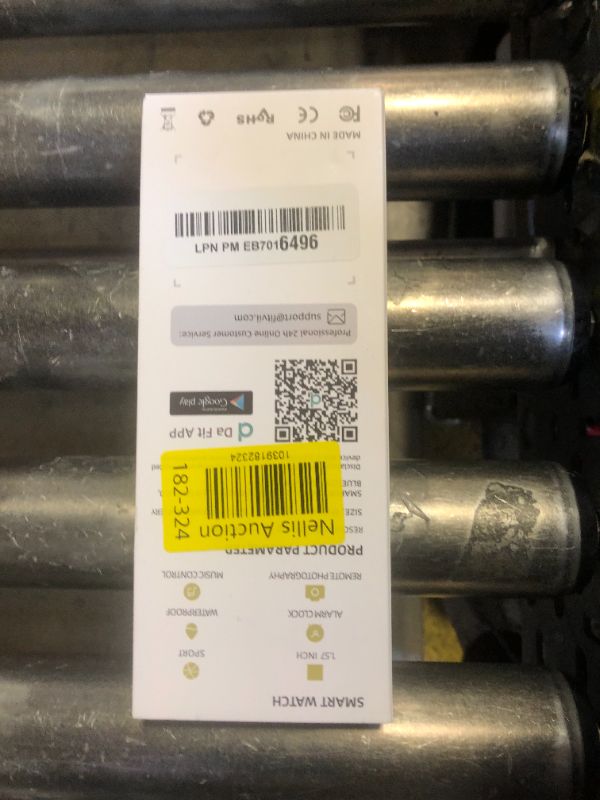 SMART WATCH
1.57 INCH
SPORT
ALARM CLOCK
WATERPROOF
REMOTE PHOTOGRAPHY
MUSIC CONTROL
PRODUCT PARAMETER
Nellis Auction
182-324
1039182324
Da Fit APP
Google play
Professional 24h Online Customer Service:
support@fitvii.com
LPN PM EB7016496
MADE IN CHINA
FC CE RoHS